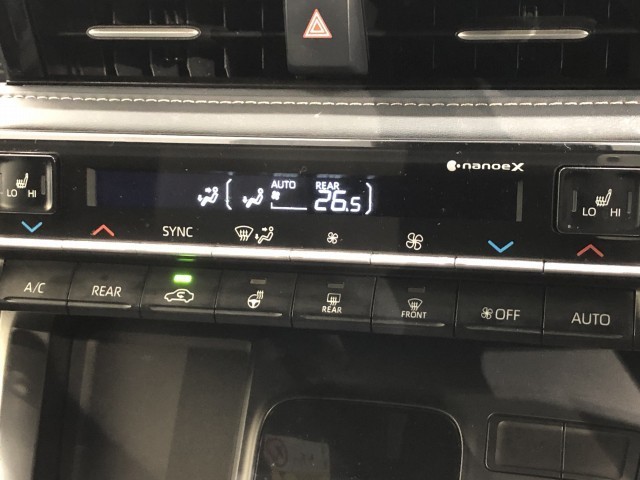 nanoeX
AUTO REAR
26.5
LO HI
LO HI
SYNC
A/C REAR REAR FRONT OFF AUTO